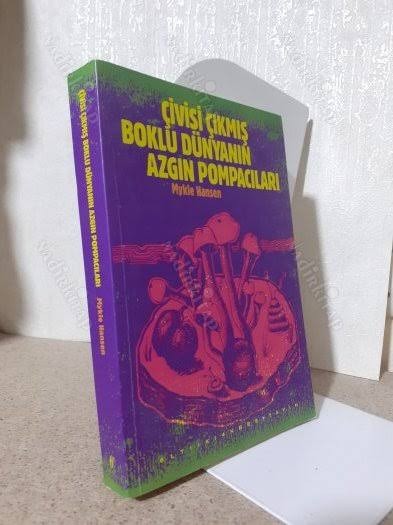 ÇİVİSİ ÇIKMIŞ
BOKLU DÜNYANIN
AZGIN POMPACILARI
Mykle Hansen
ÇİVİSİ ÇIKMIŞ BOKLU DÜNYANIN AZGIN POMPACILARI
Mykle Hansen